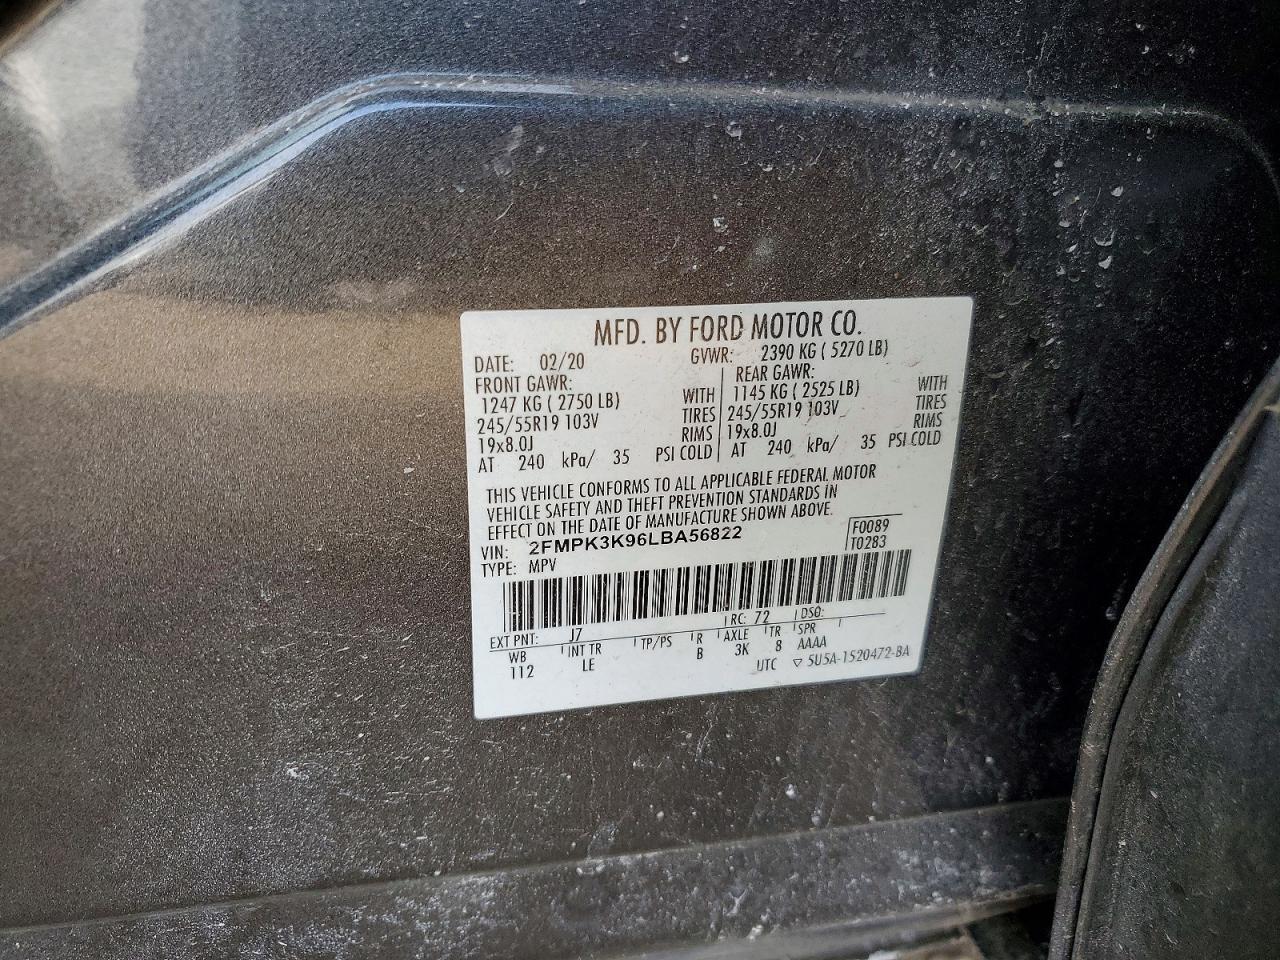 MFD. BY FORD MOTOR CO.
DATE: 02/20 GVWR: 2390 KG ( 5270 LB)
FRONT GAWR: REAR GAWR:
1247 KG ( 2750 LB) WITH 1145 KG ( 2525 LB) WITH
245/55R19 103V TIRES 245/55R19 103V TIRES
19x8.0J RIMS 19x8.0J RIMS
AT 240 kPa/ 35 PSI COLD AT 240 kPa/ 35 PSI COLD
THIS VEHICLE CONFORMS TO ALL APPLICABLE FEDERAL MOTOR
VEHICLE SAFETY AND THEFT PREVENTION STANDARDS IN
EFFECT ON THE DATE OF MANUFACTURE SHOWN ABOVE.
VIN: 2FMPK3K96LBA56822 F0089
TYPE: MPV T0283
EXT PNT: J7 RC: 72 DSO:
WB INT TR TP/PS R AXLE TR SPR
112 LE B 3K 8 AAAA
UTC ▽ 5U5A-1520472-BA